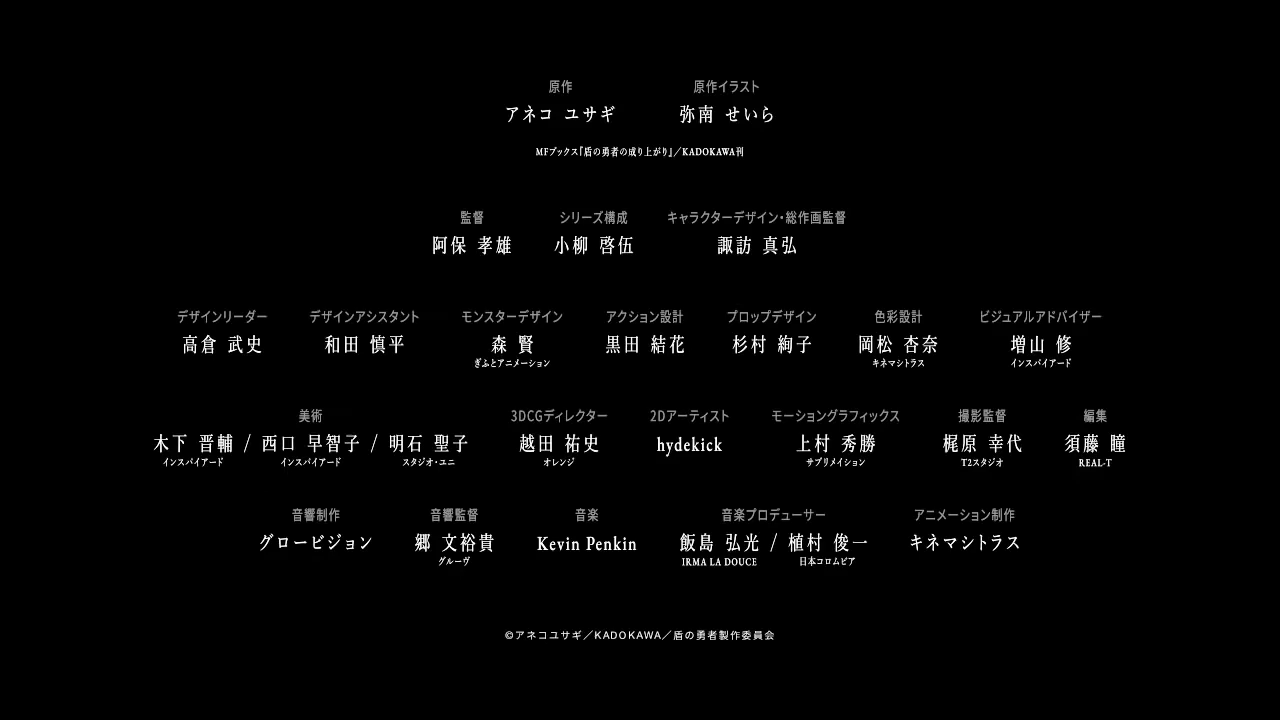 原作 原作イラスト
アネコ ユサギ 弥南 せいら
MFブックス『盾の勇者の成り上がり』／KADOKAWA刊
監督 シリーズ構成 キャラクターデザイン・総作画監督
阿保 孝雄 小柳 啓伍 諏訪 真弘
デザインリーダー デザインアシスタント モンスターデザイン アクション設計 プロップデザイン 色彩設計 ビジュアルアドバイザー
高倉 武史 和田 慎平 森 賢 黒田 結花 杉村 絢子 岡松 杏奈 増山 修
ぎふとアニメーション キネマシトラス インスパイアード
美術 3DCGディレクター 2Dアーティスト モーショングラフィックス 撮影監督 編集
木下 晋輔 / 西口 早智子 / 明石 聖子 越田 祐史 hydekick 上村 秀勝 梶原 幸代 須藤 瞳
インスパイアード インスパイアード スタジオ・ユニ オレンジ サブリメイション T2スタジオ REAL-T
音響制作 音響監督 音楽 音楽プロデューサー アニメーション制作
グロービジョン 郷 文裕貴 Kevin Penkin 飯島 弘光 / 植村 俊一 キネマシトラス
グルーヴ IRMA LA DOUCE 日本コロムビア
©アネコユサギ／KADOKAWA／盾の勇者製作委員会